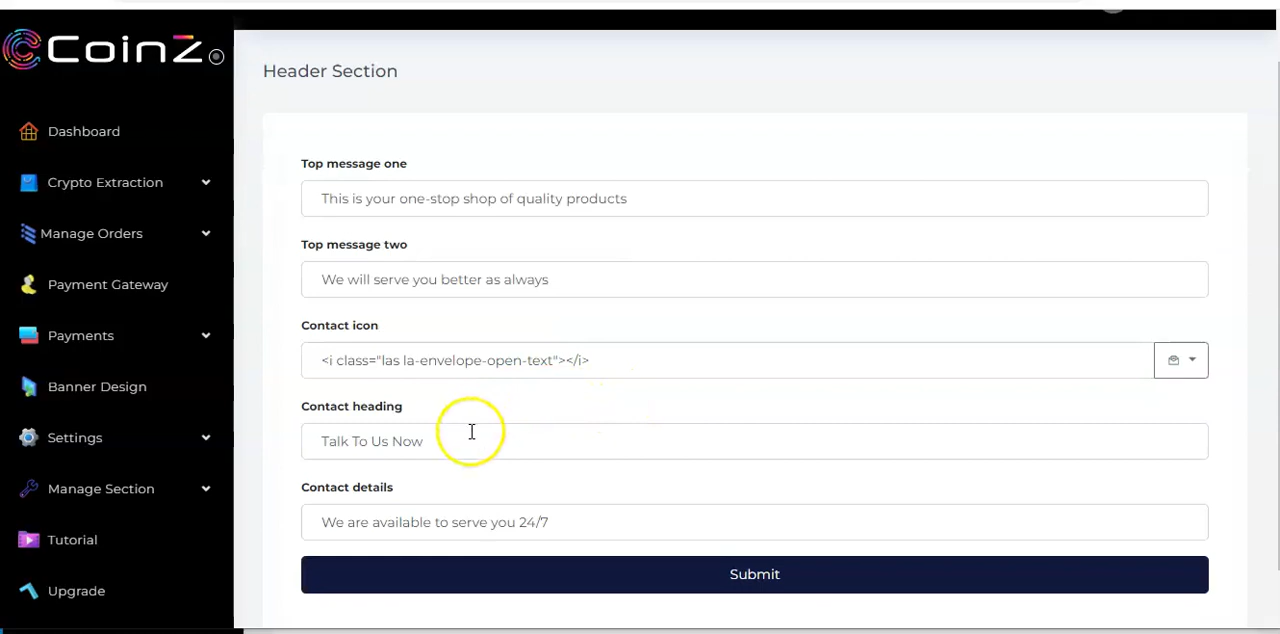 CoinZ
Header Section
Dashboard
Crypto Extraction
Manage Orders
Payment Gateway
Payments
Banner Design
Settings
Manage Section
Tutorial
Upgrade
Top message one
This is your one-stop shop of quality products
Top message two
We will serve you better as always
Contact icon
<i class="las la-envelope-open-text"></i>
Contact heading
Talk To Us Now
Contact details
We are available to serve you 24/7
Submit